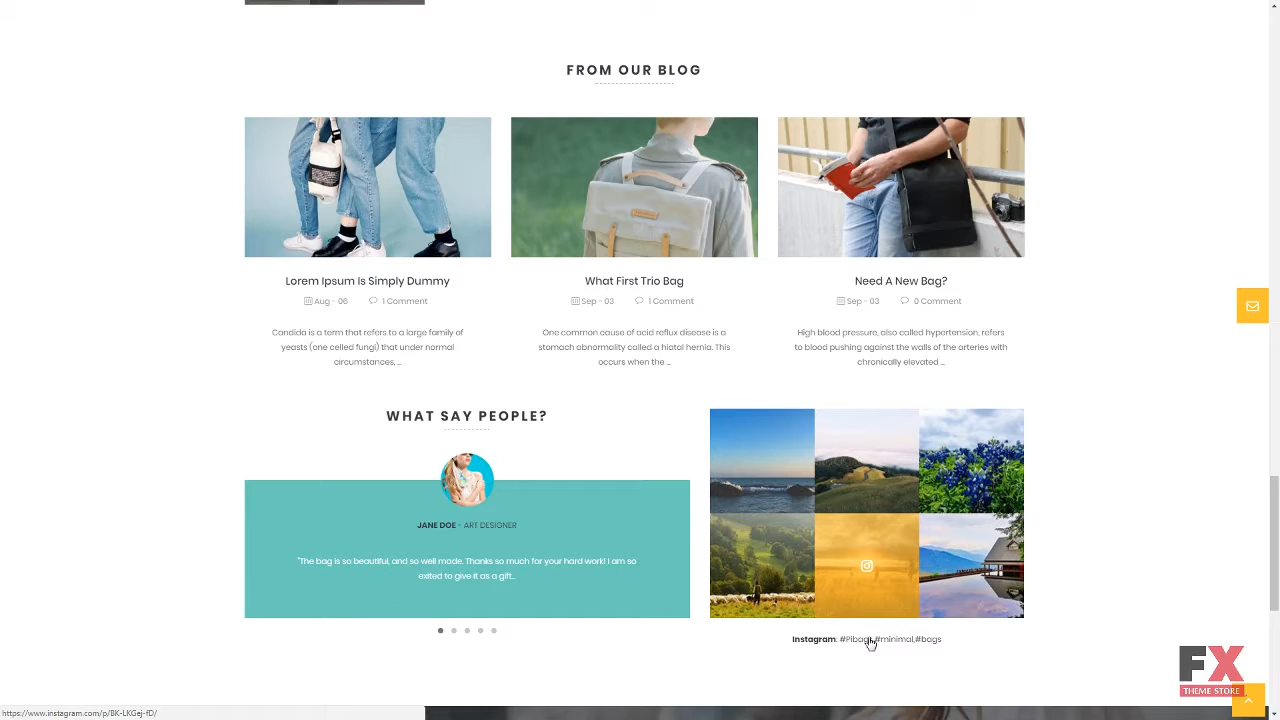 FROM OUR BLOG
Lorem Ipsum Is Simply Dummy
Aug - 06 1 Comment
Candida is a term that refers to a large family of
yeasts (one celled fungi) that under normal
circumstances, ...
What First Trio Bag
Sep - 03 1 Comment
One common cause of acid reflux disease is a
stomach abnormality called a hiatal hernia. This
occurs when the ...
Need A New Bag?
Sep - 03 0 Comment
High blood pressure, also called hypertension, refers
to blood pushing against the walls of the arteries with
chronically elevated ...
WHAT SAY PEOPLE?
JANE DOE - ART DESIGNER
"The bag is so beautiful, and so well made. Thanks so much for your hard work! I am so
exited to give it as a gift...
Instagram: #minimal,#bags
FX
THEME STORE
https://www.instagram.com/p/BK-LKGej-fD/